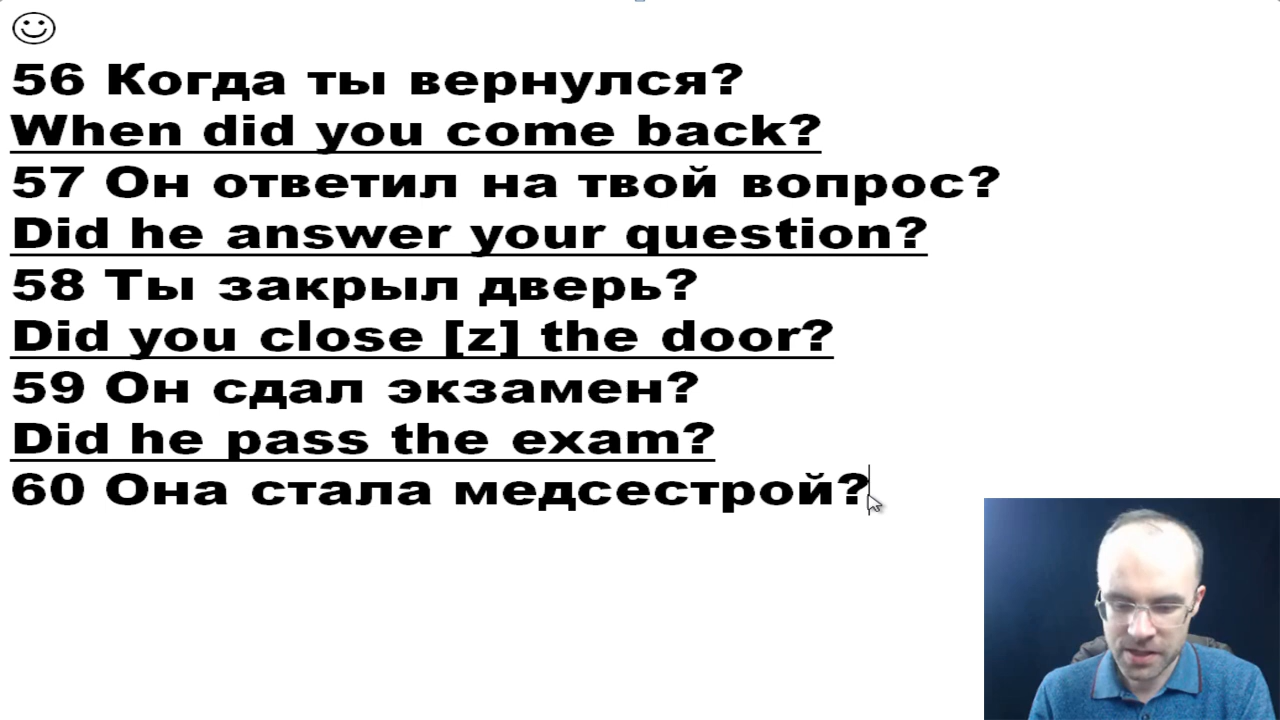 56 Когда ты вернулся?
When did you come back?
57 Он ответил на твой вопрос?
Did he answer your question?
58 Ты закрыл дверь?
Did you close [z] the door?
59 Он сдал экзамен?
Did he pass the exam?
60 Она стала медсестрой?